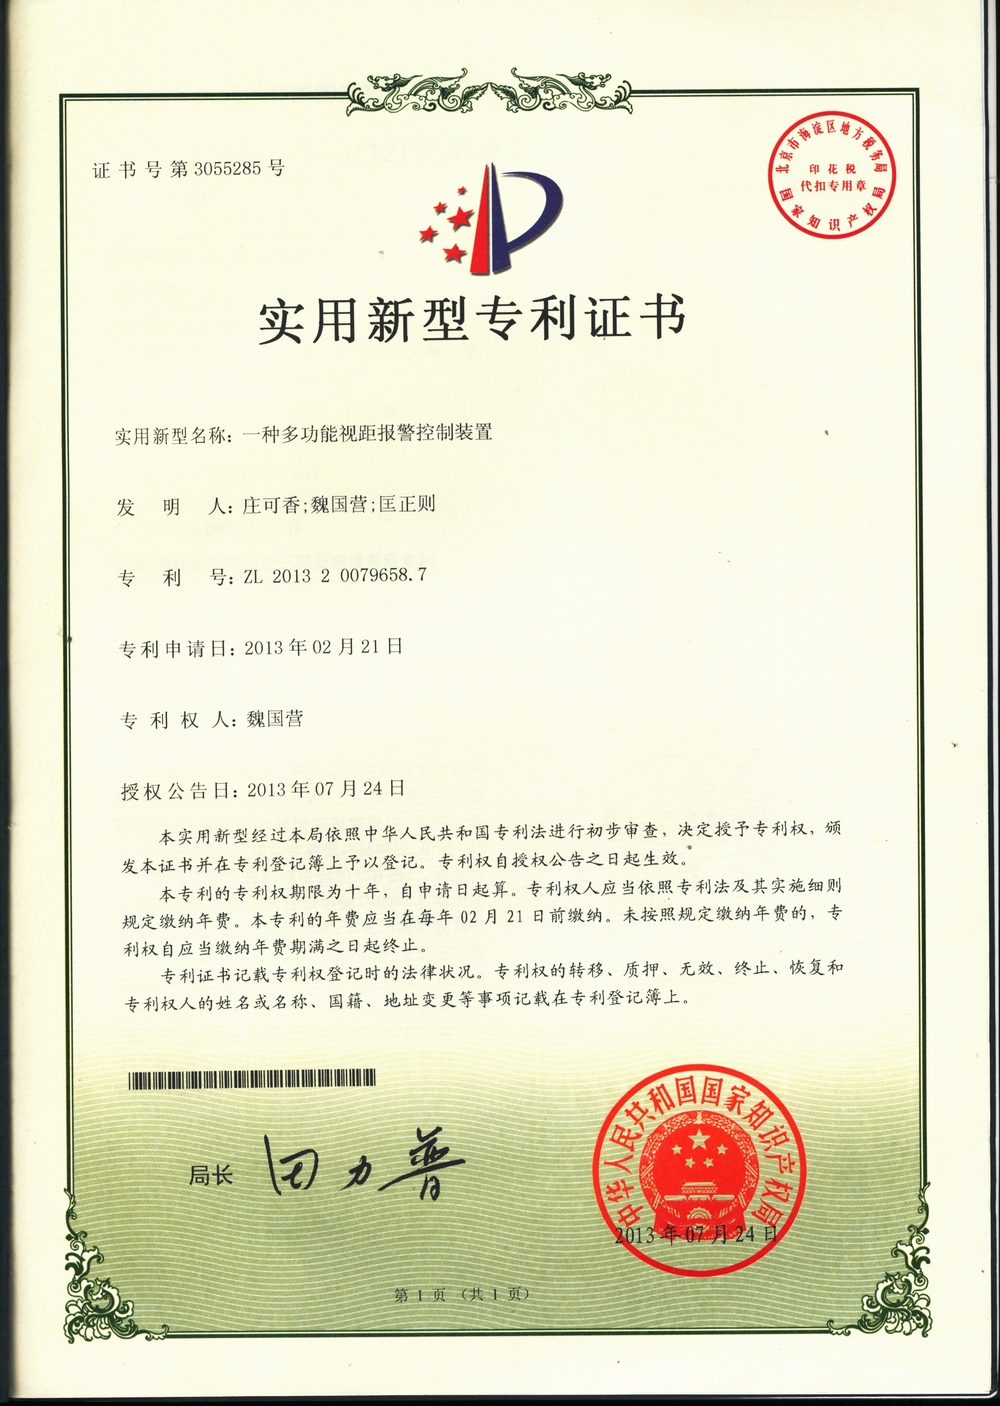 证书号第3055285号
北京市海淀区地方税务局
印花税
代扣专用章
国家知识产权局
实用新型专利证书
实用新型名称：一种多功能视距报警控制装置
发明人：庄可香;魏国营;匡正则
专利号：ZL 2013 2 0079658.7
专利申请日：2013年02月21日
专利权人：魏国营
授权公告日：2013年07月24日
本实用新型经过本局依照中华人民共和国专利法进行初步审查，决定授予专利权，颁
发本证书并在专利登记簿上予以登记。专利权自授权公告之日起生效。
本专利的专利权期限为十年，自申请日起算。专利权人应当依照专利法及其实施细则
规定缴纳年费。本专利的年费应当在每年02月21日前缴纳。未按照规定缴纳年费的，专
利权自应当缴纳年费期满之日起终止。
专利证书记载专利权登记时的法律状况。专利权的转移、质押、无效、终止、恢复和
专利权人的姓名或名称、国籍、地址变更等事项记载在专利登记簿上。
局长 田力普
中华人民共和国国家知识产权局
2013年07月24日
第1页（共1页）